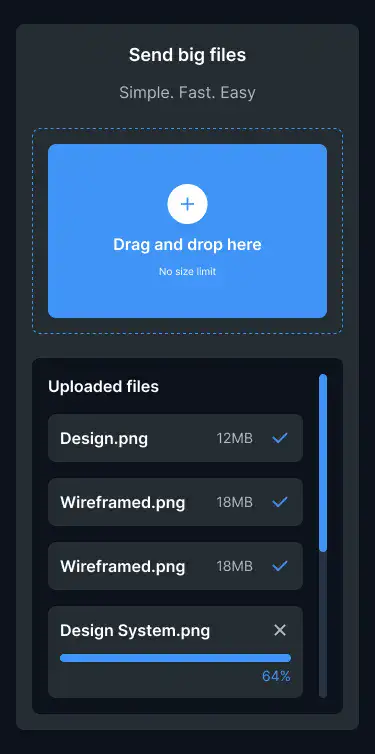 Send big files
Simple. Fast. Easy
Drag and drop here
No size limit
Uploaded files
Design.png 12MB
Wireframed.png 18MB
Wireframed.png 18MB
Design System.png
64%